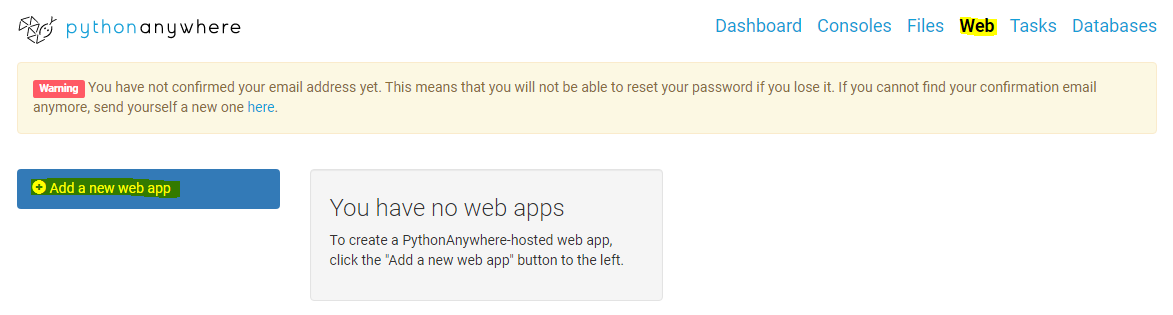 pythonanywhere
Dashboard Consoles Files Web Tasks Databases
Warning You have not confirmed your email address yet. This means that you will not be able to reset your password if you lose it. If you cannot find your confirmation email
anymore, send yourself a new one here.
Add a new web app
You have no web apps
To create a PythonAnywhere-hosted web app,
click the "Add a new web app" button to the left.